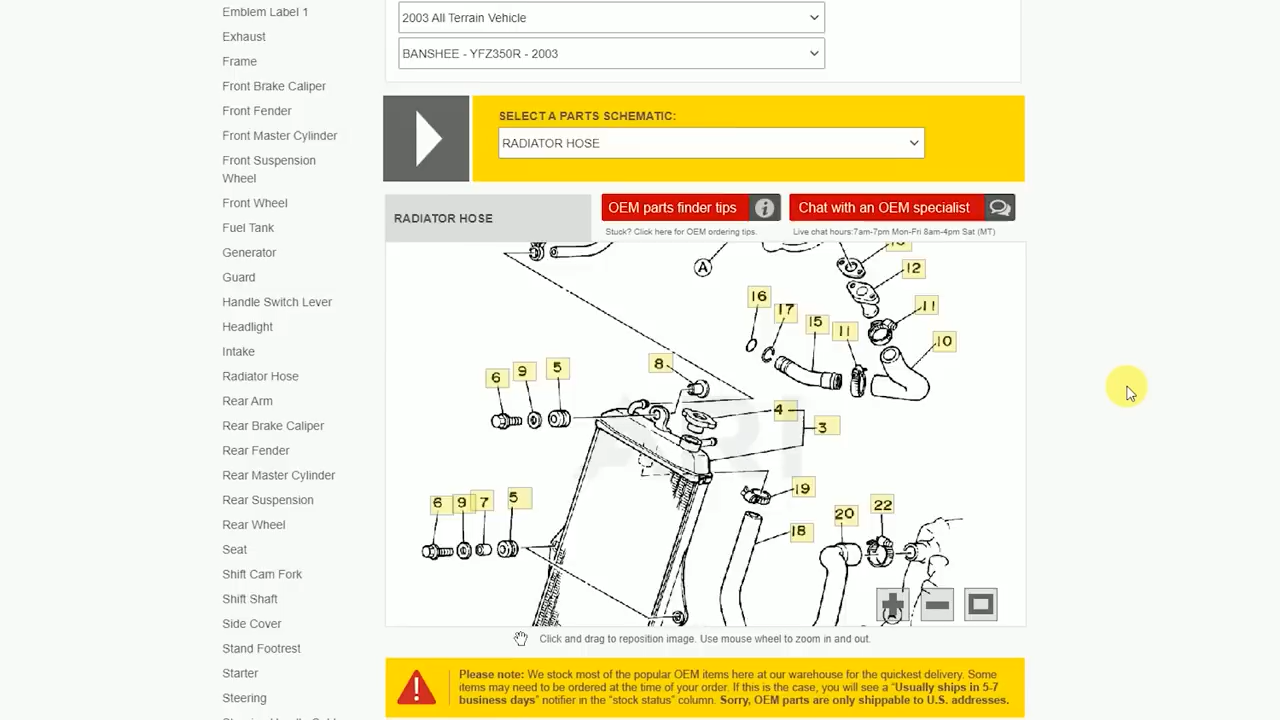 Emblem Label 1
Exhaust
Frame
Front Brake Caliper
Front Fender
Front Master Cylinder
Front Suspension
Wheel
Front Wheel
Fuel Tank
Generator
Guard
Handle Switch Lever
Headlight
Intake
Radiator Hose
Rear Arm
Rear Brake Caliper
Rear Fender
Rear Master Cylinder
Rear Suspension
Rear Wheel
Seat
Shift Cam Fork
Shift Shaft
Side Cover
Stand Footrest
Starter
Steering
2003 All Terrain Vehicle
BANSHEE - YFZ350R - 2003
SELECT A PARTS SCHEMATIC:
RADIATOR HOSE
RADIATOR HOSE
OEM parts finder tips
Stuck? Click here for OEM ordering tips.
Chat with an OEM specialist
Live chat hours:7am-7pm Mon-Fri 8am-4pm Sat (MT)
A
12
16
17
15
11
11
10
8
6 9 5
4
3
6 9 7 5
19
18
20
22
ARI
Click and drag to reposition image. Use mouse wheel to zoom in and out.
Please note: We stock most of the popular OEM items here at our warehouse for the quickest delivery. Some
items may need to be ordered at the time of your order. If this is the case, you will see a "Usually ships in 5-7
business days" notifier in the "stock status" column. Sorry, OEM parts are only shippable to U.S. addresses.